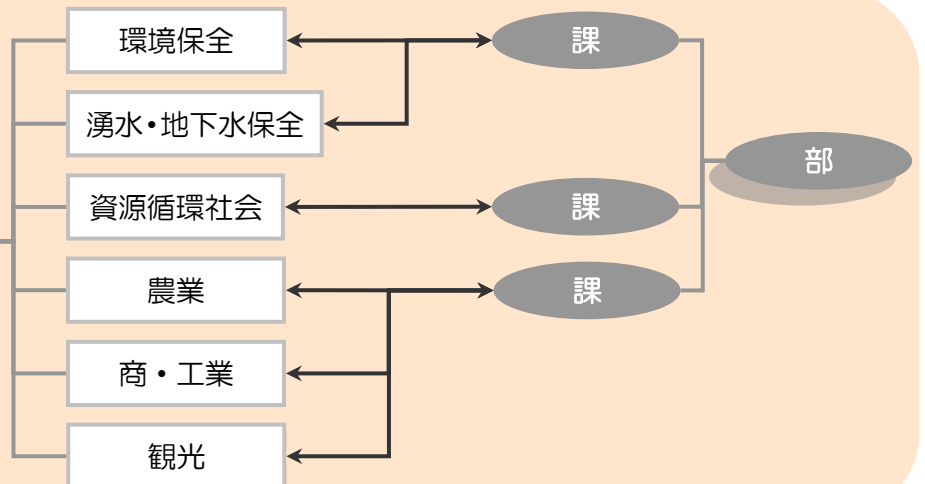 環境保全
課
湧水・地下水保全
部
資源循環社会
課
農業
課
商・工業
観光